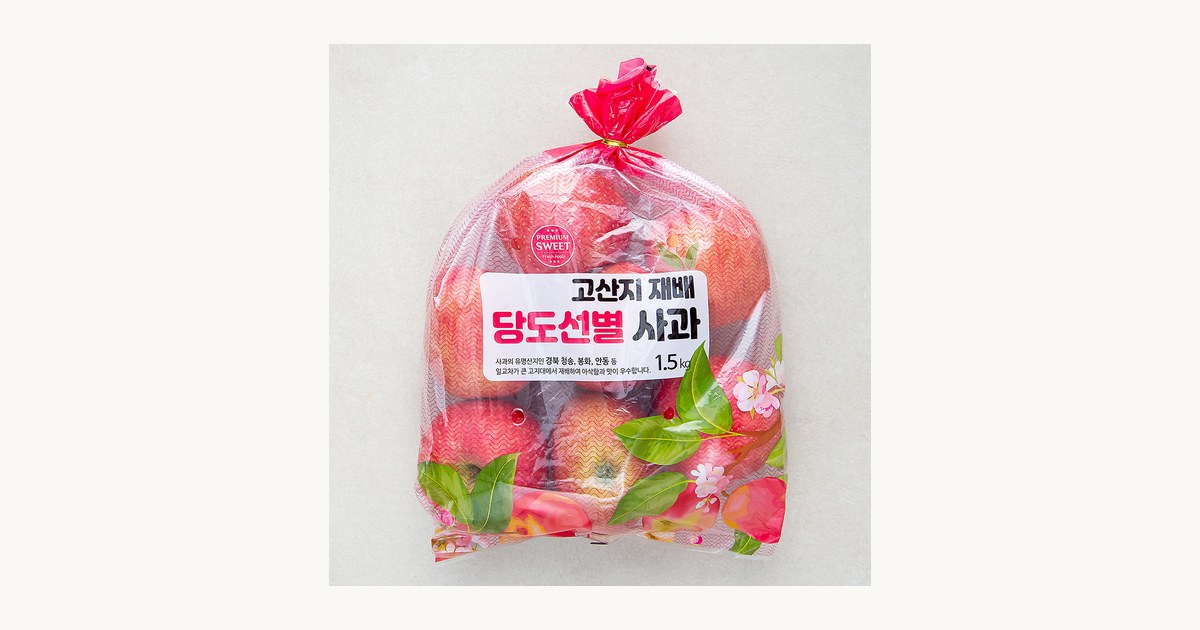 PREMIUM
SWEET
Fresh Apple
고산지 재배
당도선별 사과
사과의 유명산지인 경북 청송, 봉화, 안동 등
일교차가 큰 고지대에서 재배하여 아삭함과 맛이 우수합니다.
1.5kg